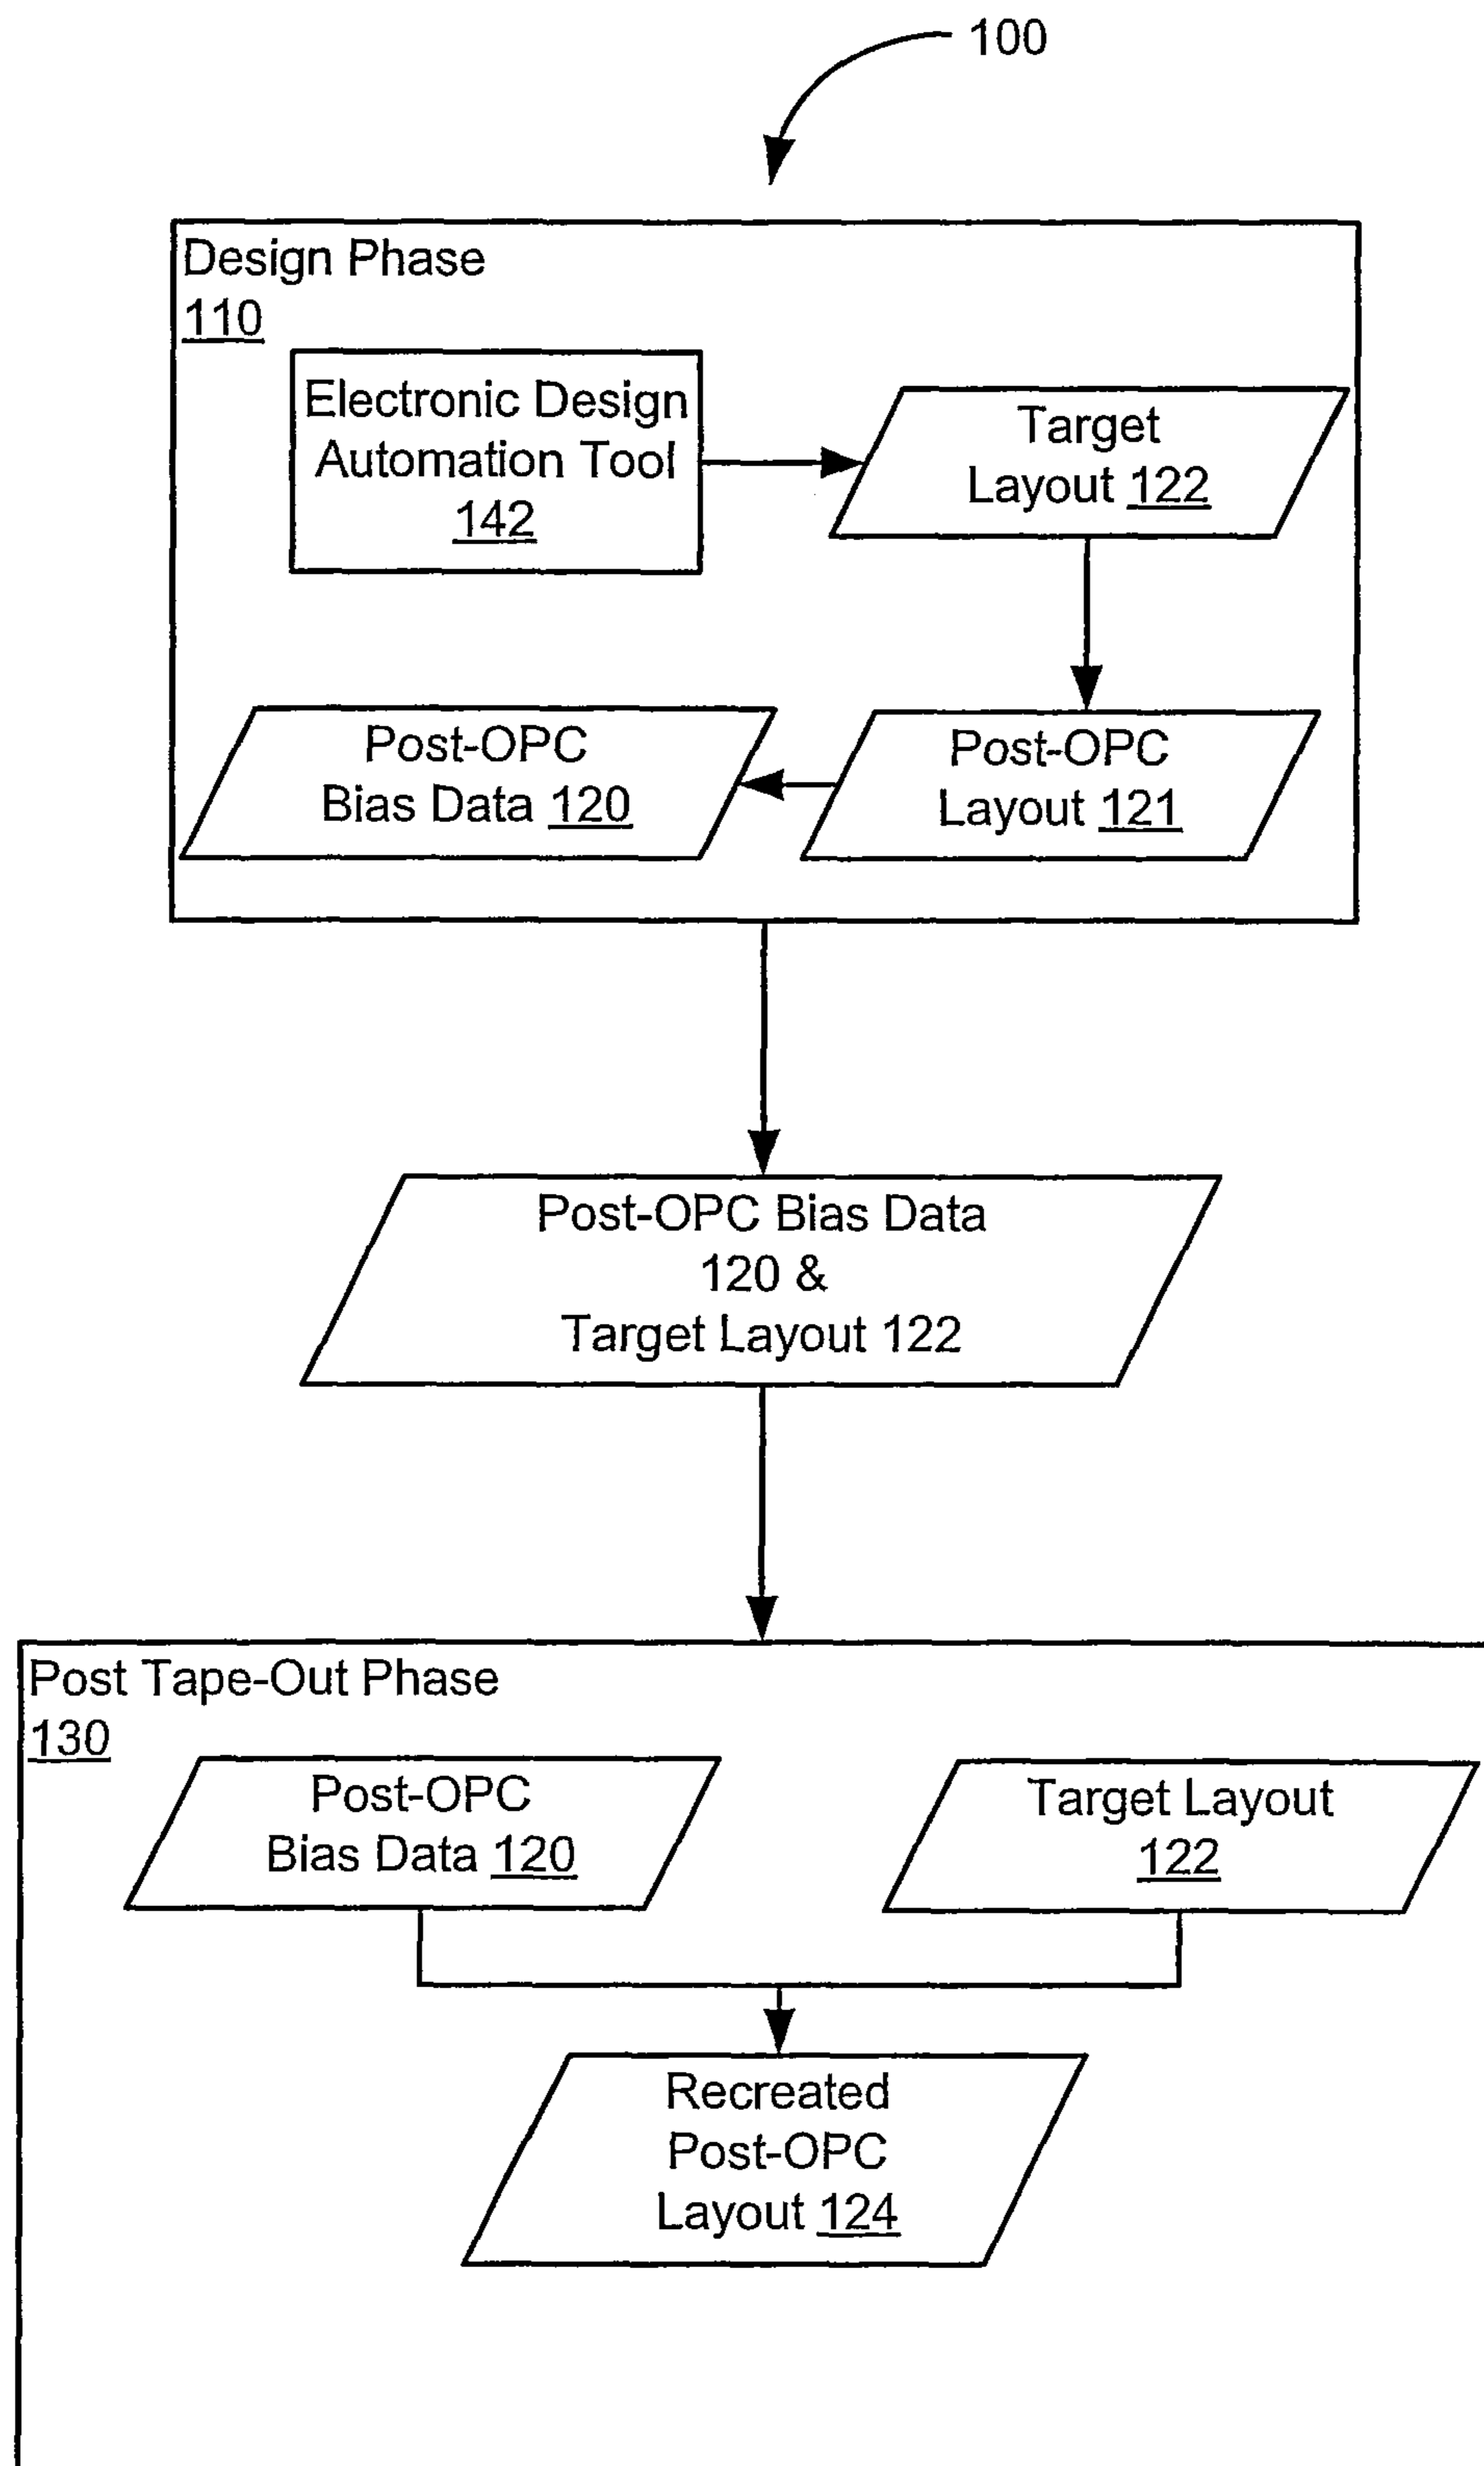 100
Design Phase
110
Electronic Design
Automation Tool
142
Target
Layout 122
Post-OPC
Bias Data 120
Post-OPC
Layout 121
Post-OPC Bias Data
120 &
Target Layout 122
Post Tape-Out Phase
130
Post-OPC
Bias Data 120
Target Layout
122
Recreated
Post-OPC
Layout 124